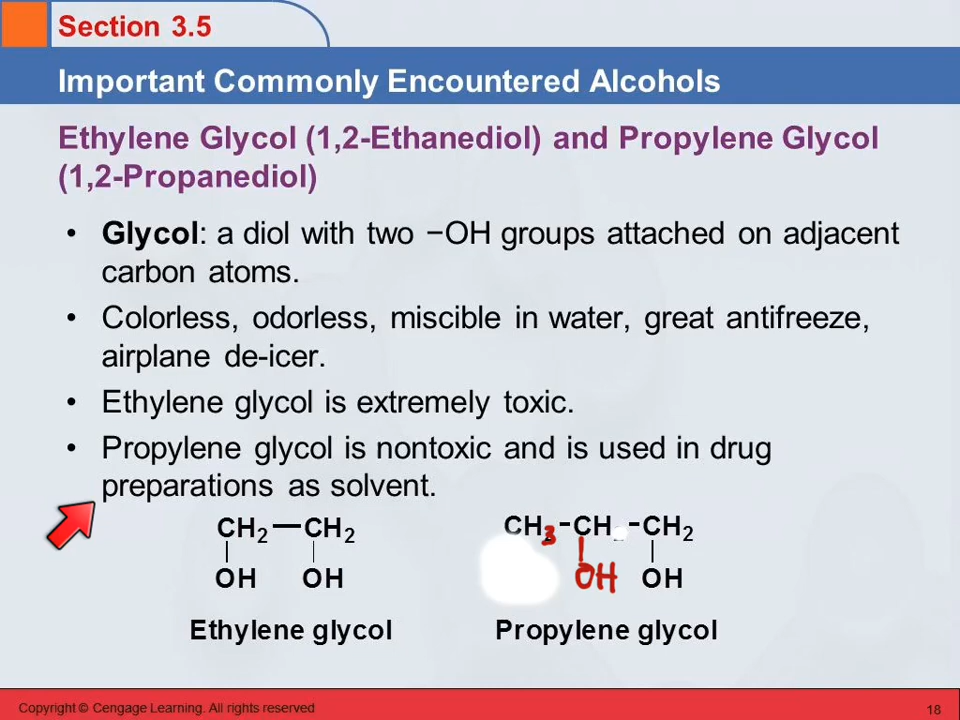 Section 3.5
Important Commonly Encountered Alcohols
Ethylene Glycol (1,2-Ethanediol) and Propylene Glycol
(1,2-Propanediol)
• Glycol: a diol with two −OH groups attached on adjacent
carbon atoms.
• Colorless, odorless, miscible in water, great antifreeze,
airplane de-icer.
• Ethylene glycol is extremely toxic.
• Propylene glycol is nontoxic and is used in drug
preparations as solvent.
CH2 CH2 CH3 CH CH2
OH OH OH OH
Ethylene glycol Propylene glycol
Copyright © Cengage Learning. All rights reserved 18